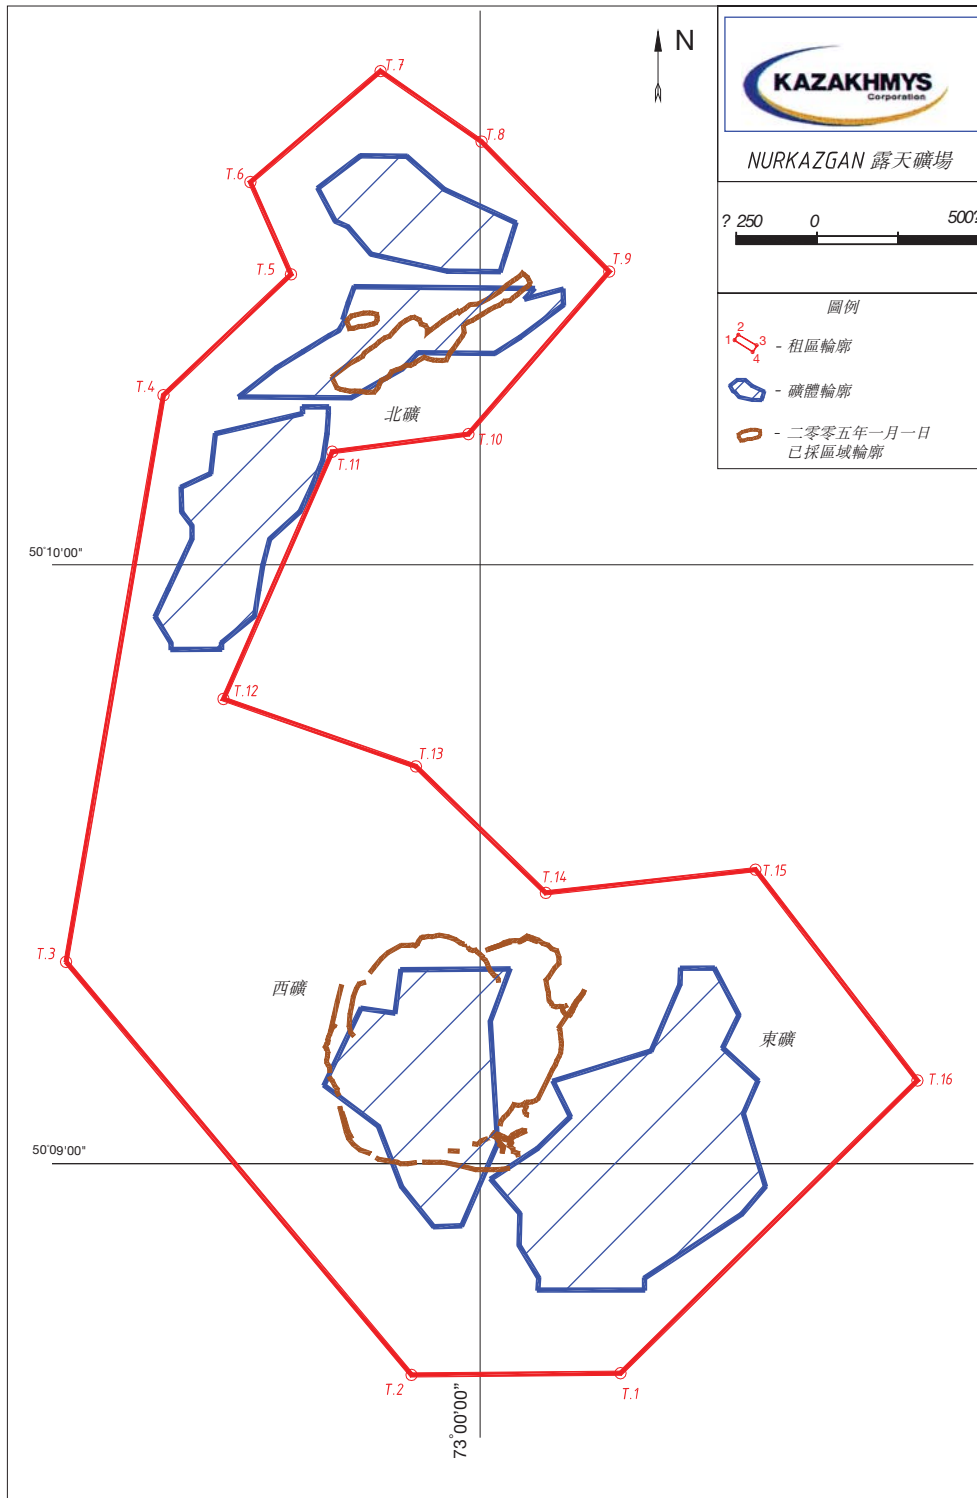 T.7
N
KAZAKHMYS
Corporation
T.8
NURKAZGAN 露天礦場
T.6
? 250 0 500?
T.9
T.5
圖例
2
1 3
4
- 租區輪廓
T.4
- 礦體輪廓
北礦
T.10
- 二零零五年一月一日
已採區域輪廓
T.11
50°10'00"
T.12
T.13
T.15
T.14
T.3
西礦
東礦
T.16
50°09'00"
T.2
T.1
73°00'00"